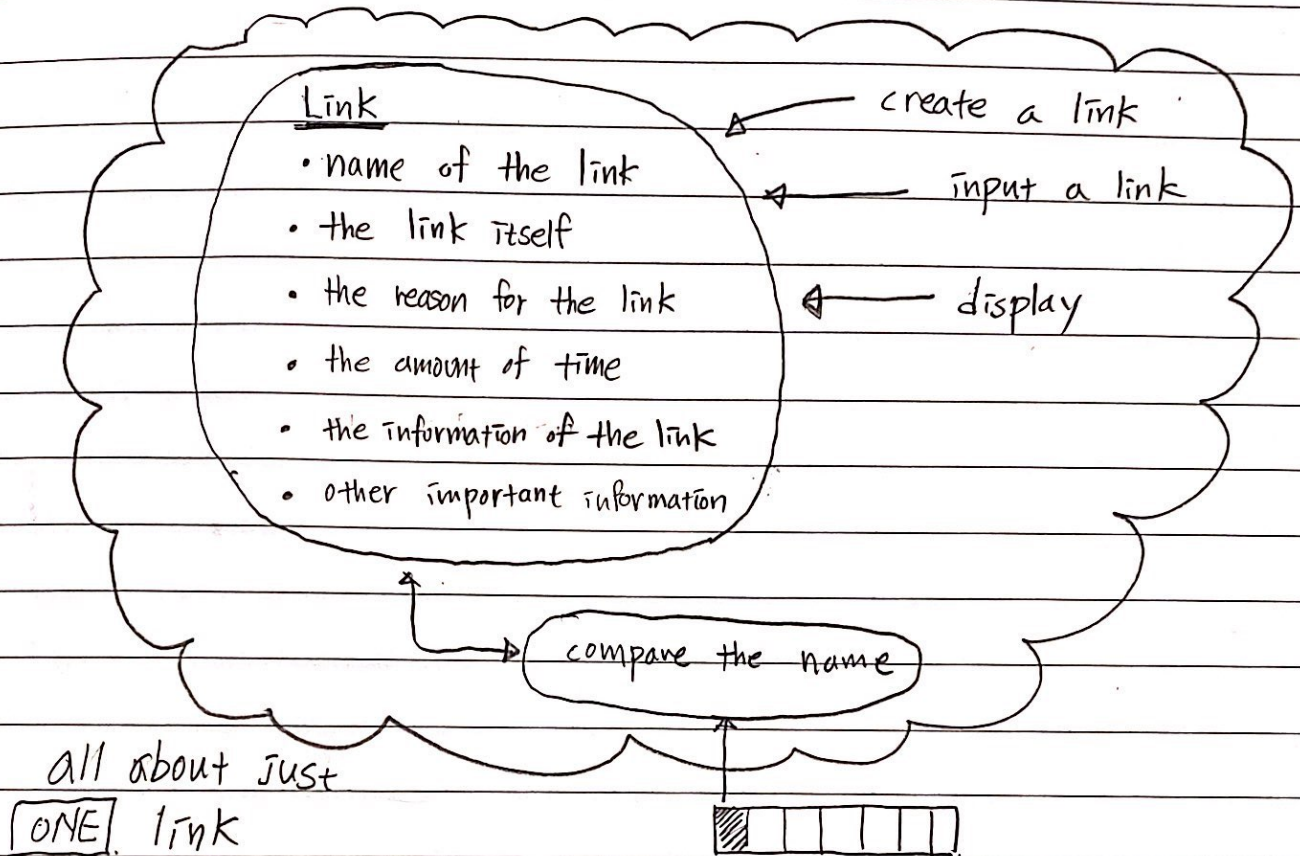 Link
• name of the link
• the link itself
• the reason for the link
• the amount of time
• the information of the link
• other important information
create a link
input a link
display
compare the name
all about just
ONE link